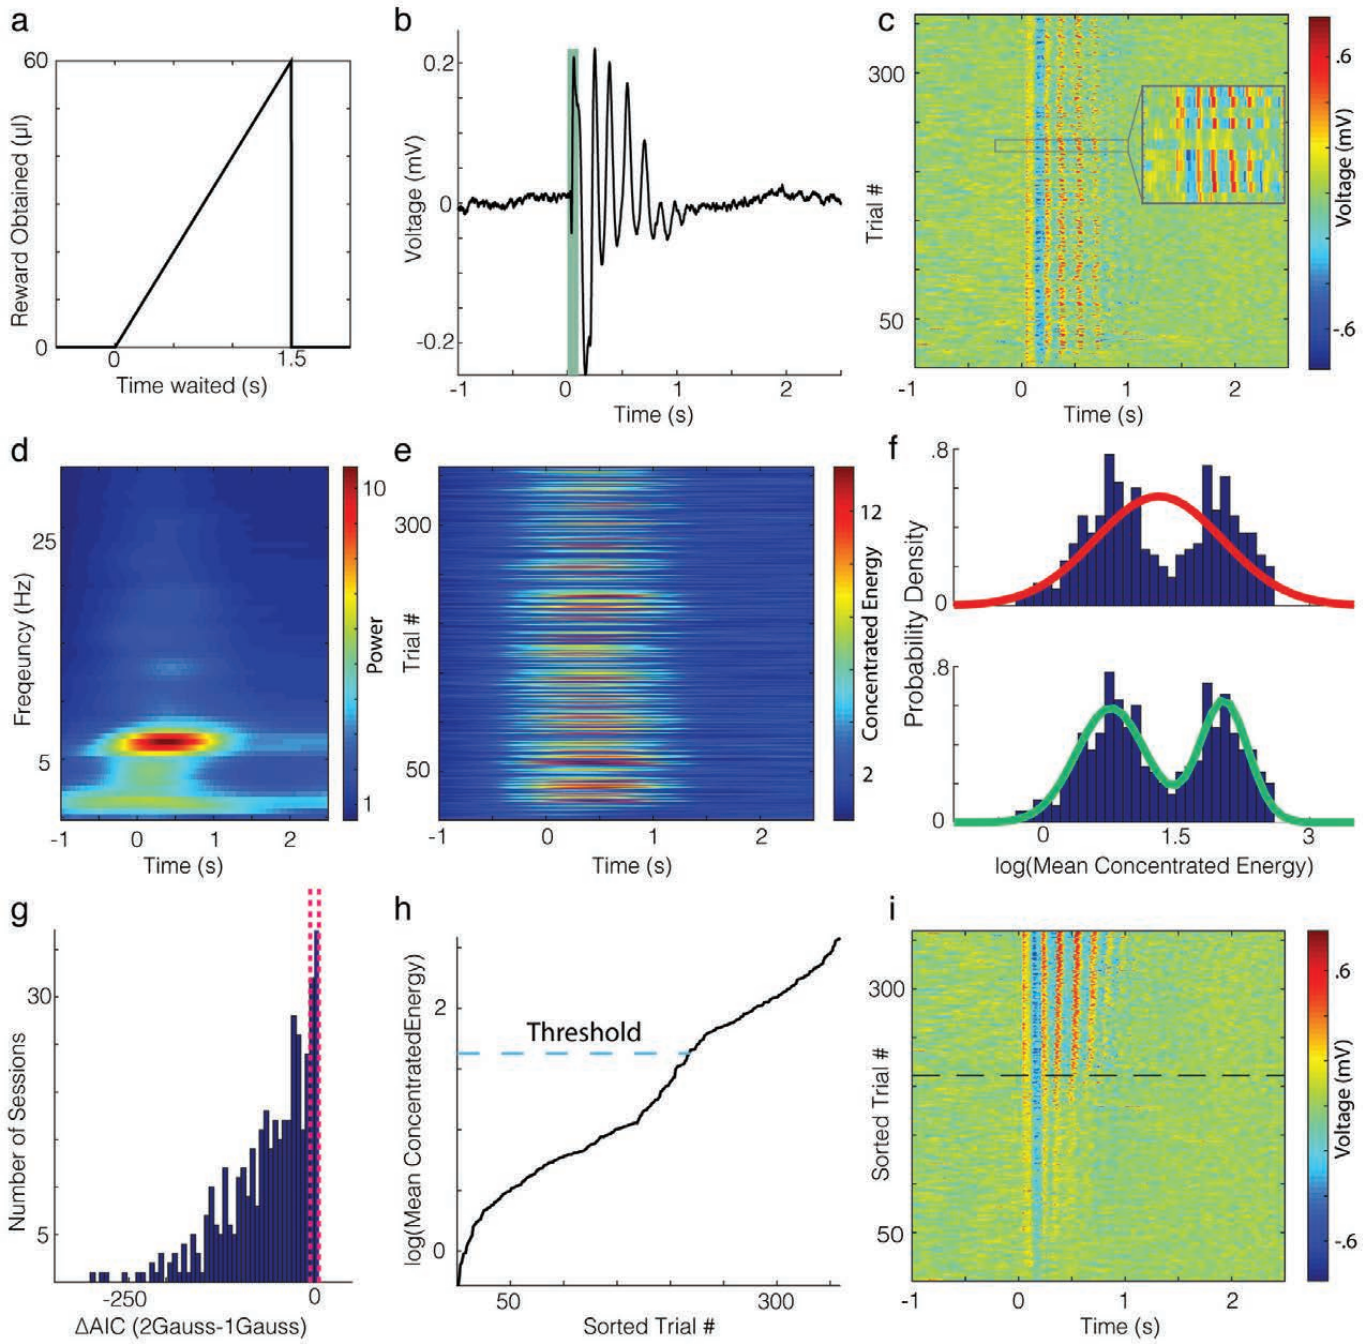 a
60
Reward Obtained (µl)
0
0
1.5
Time waited (s)
b
0.2
0
-0.2
Voltage (mV)
-1
0
1
2
Time (s)
c
300
50
Trial #
-1
0
1
2
Time (s)
.6
-.6
Voltage (mV)
d
25
5
Freqeuncy (Hz)
-1
0
1
2
Time (s)
10
1
Power
e
300
50
Trial #
-1
0
1
2
Time (s)
12
2
Concentrated Energy
f
.8
0
.8
0
Probability Density
0
1.5
3
log(Mean Concentrated Energy)
g
30
5
Number of Sessions
-250
0
ΔAIC (2Gauss-1Gauss)
h
2
0
log(Mean ConcentratedEnergy)
Threshold
50
300
Sorted Trial #
i
300
50
Sorted Trial #
-1
0
1
2
Time (s)
.6
-.6
Voltage (mV)